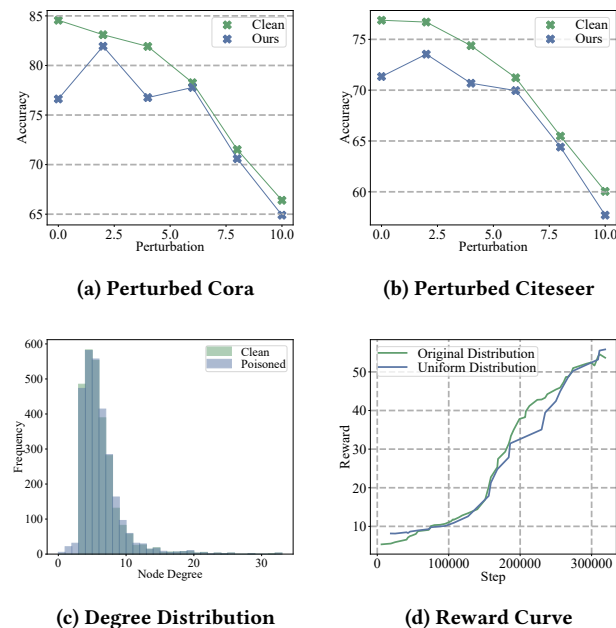 85
80
75
70
65
Accuracy
Clean
Ours
0.0 2.5 5.0 7.5 10.0
Perturbation
(a) Perturbed Cora
75
70
65
60
Accuracy
Clean
Ours
0.0 2.5 5.0 7.5 10.0
Perturbation
(b) Perturbed Citeseer
600
500
400
300
200
100
0
Frequency
Clean
Poisoned
0 10 20 30
Node Degree
(c) Degree Distribution
50
40
30
20
10
Reward
Original Distribution
Uniform Distribution
0 100000 200000 300000
Step
(d) Reward Curve